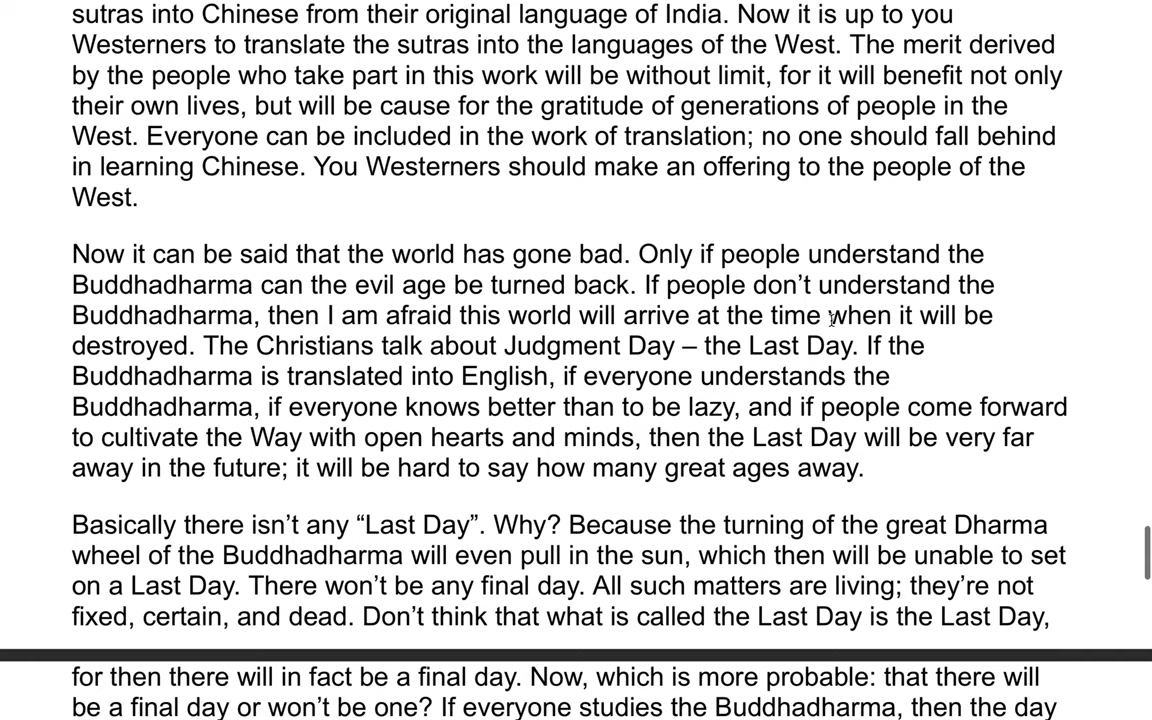 sutras into Chinese from their original language of India. Now it is up to you
Westerners to translate the sutras into the languages of the West. The merit derived
by the people who take part in this work will be without limit, for it will benefit not only
their own lives, but will be cause for the gratitude of generations of people in the
West. Everyone can be included in the work of translation; no one should fall behind
in learning Chinese. You Westerners should make an offering to the people of the
West.
Now it can be said that the world has gone bad. Only if people understand the
Buddhadharma can the evil age be turned back. If people don’t understand the
Buddhadharma, then I am afraid this world will arrive at the time when it will be
destroyed. The Christians talk about Judgment Day – the Last Day. If the
Buddhadharma is translated into English, if everyone understands the
Buddhadharma, if everyone knows better than to be lazy, and if people come forward
to cultivate the Way with open hearts and minds, then the Last Day will be very far
away in the future; it will be hard to say how many great ages away.
Basically there isn’t any “Last Day”. Why? Because the turning of the great Dharma
wheel of the Buddhadharma will even pull in the sun, which then will be unable to set
on a Last Day. There won’t be any final day. All such matters are living; they’re not
fixed, certain, and dead. Don’t think that what is called the Last Day is the Last Day,
for then there will in fact be a final day. Now, which is more probable: that there will
be a final day or won’t be one? If everyone studies the Buddhadharma, then the day